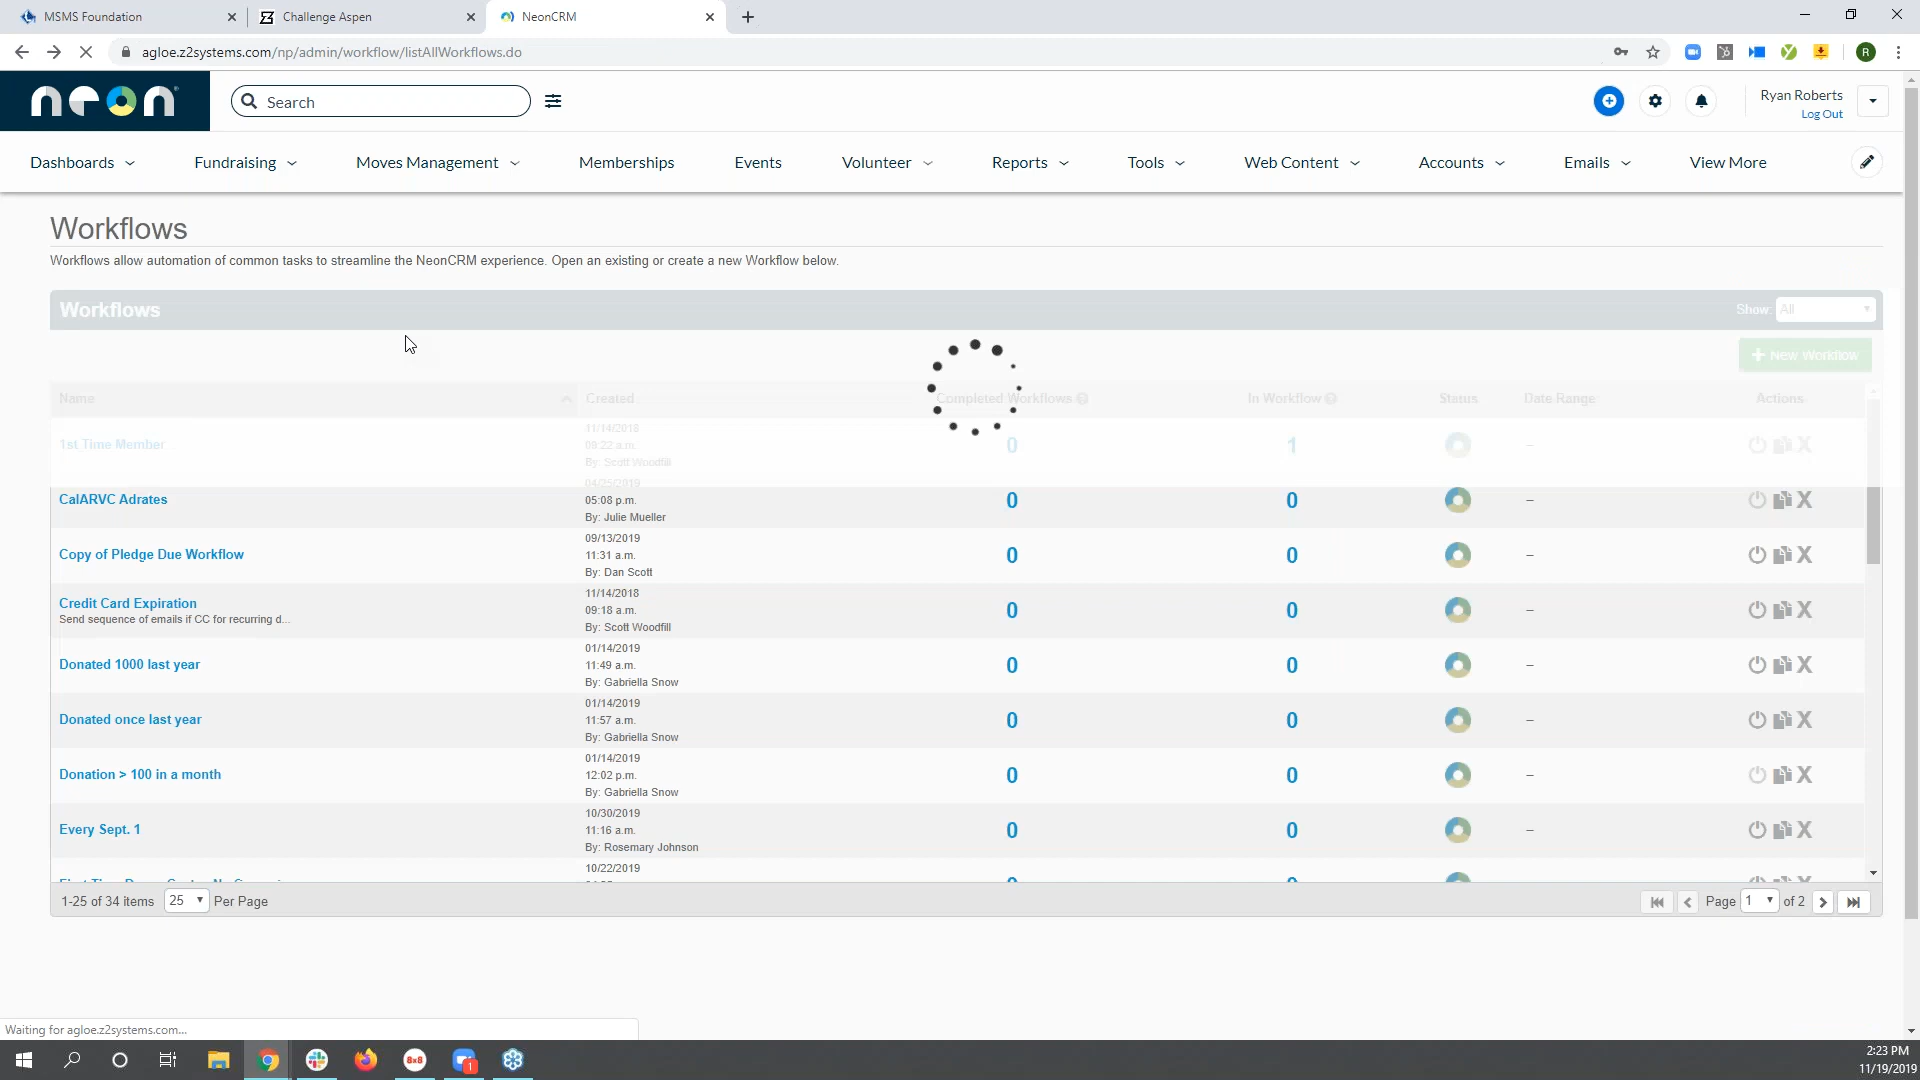 MSMS Foundation
Challenge Aspen
NeonCRM
agloe.z2systems.com/np/admin/workflow/listAllWorkflows.do
R
neon
Search
Ryan Roberts
Log Out
Dashboards
Fundraising
Moves Management
Memberships
Events
Volunteer
Reports
Tools
Web Content
Accounts
Emails
View More
Workflows
Workflows allow automation of common tasks to streamline the NeonCRM experience. Open an existing or create a new Workflow below.
Workflows
Show: All
+ New Workflow
Name
Created
Completed Workflows
In Workflow
Status
Date Range
Actions
1st Time Member
11/14/2018
08:22 a.m.
By: Scott Woodfill
0
1
–
CalARVC Adrates
04/25/2019
05:08 p.m.
By: Julie Mueller
0
0
–
Copy of Pledge Due Workflow
09/13/2019
11:31 a.m.
By: Dan Scott
0
0
–
Credit Card Expiration
Send sequence of emails if CC for recurring d...
11/14/2018
09:18 a.m.
By: Scott Woodfill
0
0
–
Donated 1000 last year
01/14/2019
11:49 a.m.
By: Gabriella Snow
0
0
–
Donated once last year
01/14/2019
11:57 a.m.
By: Gabriella Snow
0
0
–
Donation > 100 in a month
01/14/2019
12:02 p.m.
By: Gabriella Snow
0
0
–
Every Sept. 1
10/30/2019
11:16 a.m.
By: Rosemary Johnson
0
0
–
10/22/2019
1-25 of 34 items
25
Per Page
Page 1 of 2
Waiting for agloe.z2systems.com...
8x8
1
2:23 PM
11/19/2019